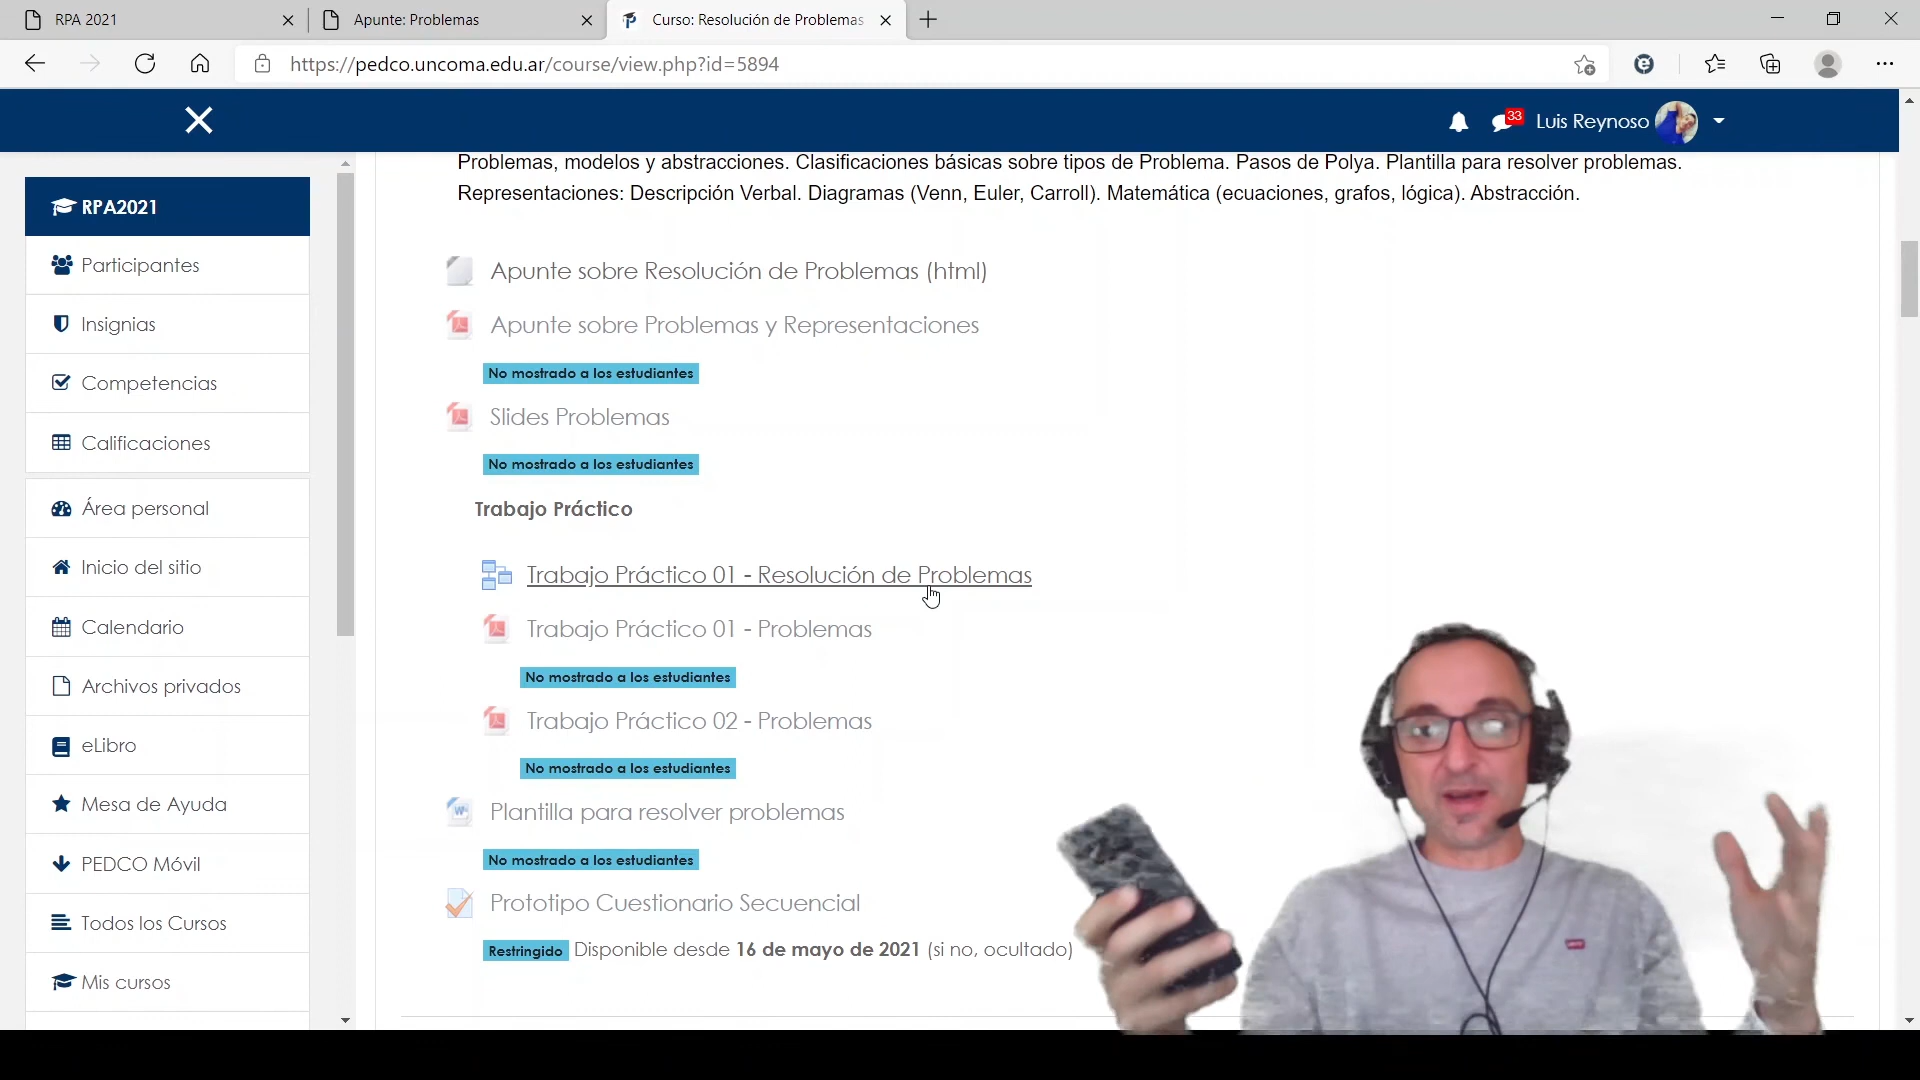 RPA 2021
Apunte: Problemas
Curso: Resolución de Problemas
https://pedco.uncoma.edu.ar/course/view.php?id=5894
33
Luis Reynoso
RPA2021
Participantes
Insignias
Competencias
Calificaciones
Área personal
Inicio del sitio
Calendario
Archivos privados
eLibro
Mesa de Ayuda
PEDCO Móvil
Todos los Cursos
Mis cursos
Problemas, modelos y abstracciones. Clasificaciones básicas sobre tipos de Problema. Pasos de Polya. Plantilla para resolver problemas.
Representaciones: Descripción Verbal. Diagramas (Venn, Euler, Carroll). Matemática (ecuaciones, grafos, lógica). Abstracción.
Apunte sobre Resolución de Problemas (html)
Apunte sobre Problemas y Representaciones
No mostrado a los estudiantes
Slides Problemas
No mostrado a los estudiantes
Trabajo Práctico
Trabajo Práctico 01 - Resolución de Problemas
Trabajo Práctico 01 - Problemas
No mostrado a los estudiantes
Trabajo Práctico 02 - Problemas
No mostrado a los estudiantes
Plantilla para resolver problemas
No mostrado a los estudiantes
Prototipo Cuestionario Secuencial
Restringido Disponible desde 16 de mayo de 2021 (si no, ocultado)